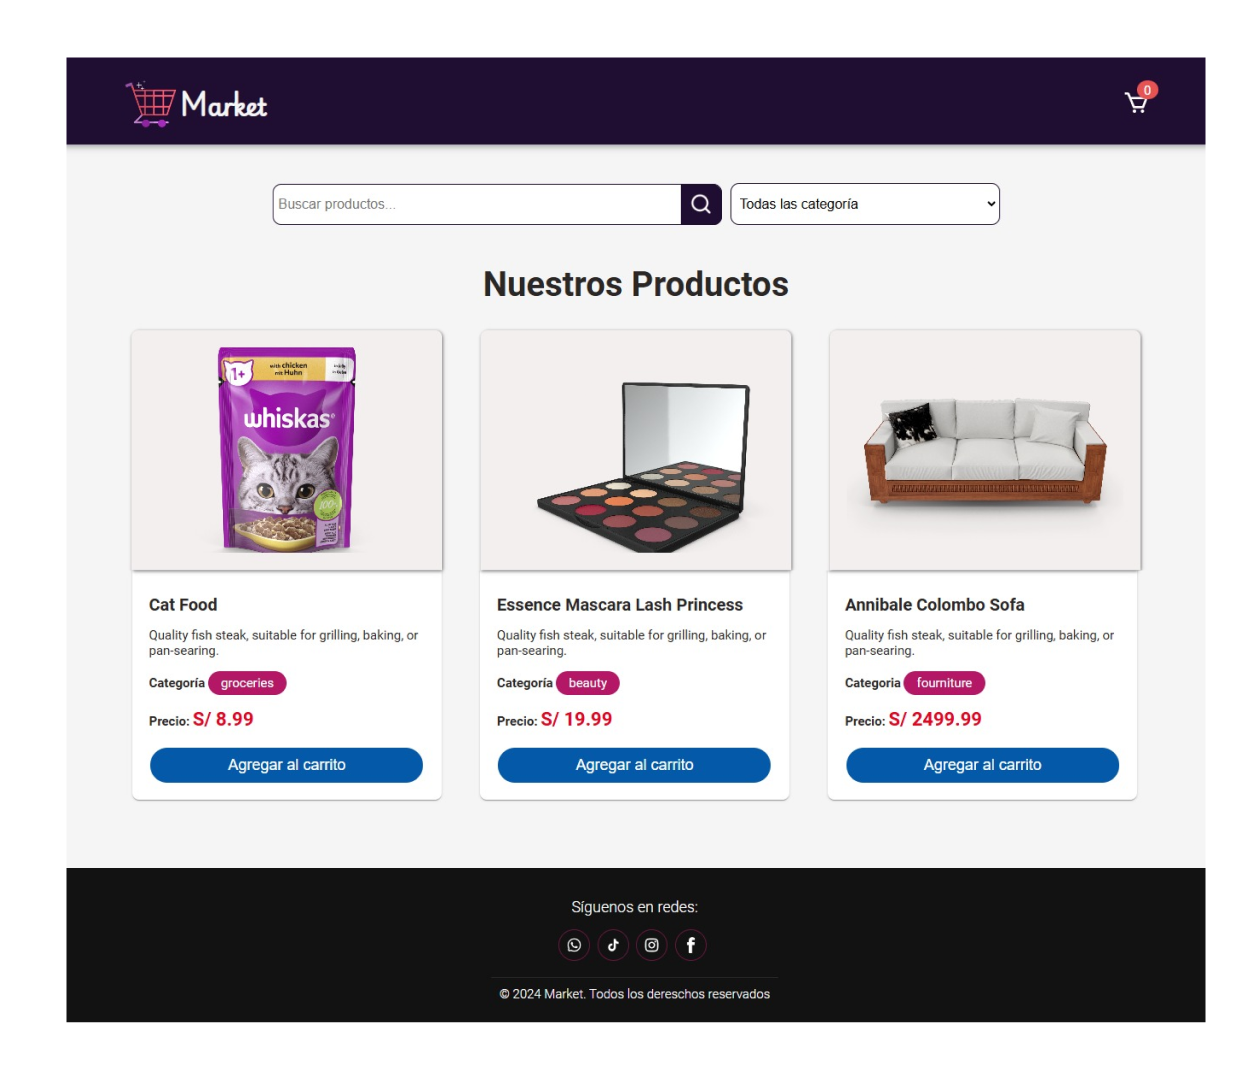 Market
0
Buscar productos...
Todas las categoría
Nuestros Productos
1+
with chicken
mit Huhn
whiskas
100%
Cat Food
Quality fish steak, suitable for grilling, baking, or
pan-searing.
Categoría groceries
Precio: S/ 8.99
Agregar al carrito
Essence Mascara Lash Princess
Quality fish steak, suitable for grilling, baking, or
pan-searing.
Categoría beauty
Precio: S/ 19.99
Agregar al carrito
Annibale Colombo Sofa
Quality fish steak, suitable for grilling, baking, or
pan-searing.
Categoria fourniture
Precio: S/ 2499.99
Agregar al carrito
Síguenos en redes:
© 2024 Market. Todos los dereschos reservados